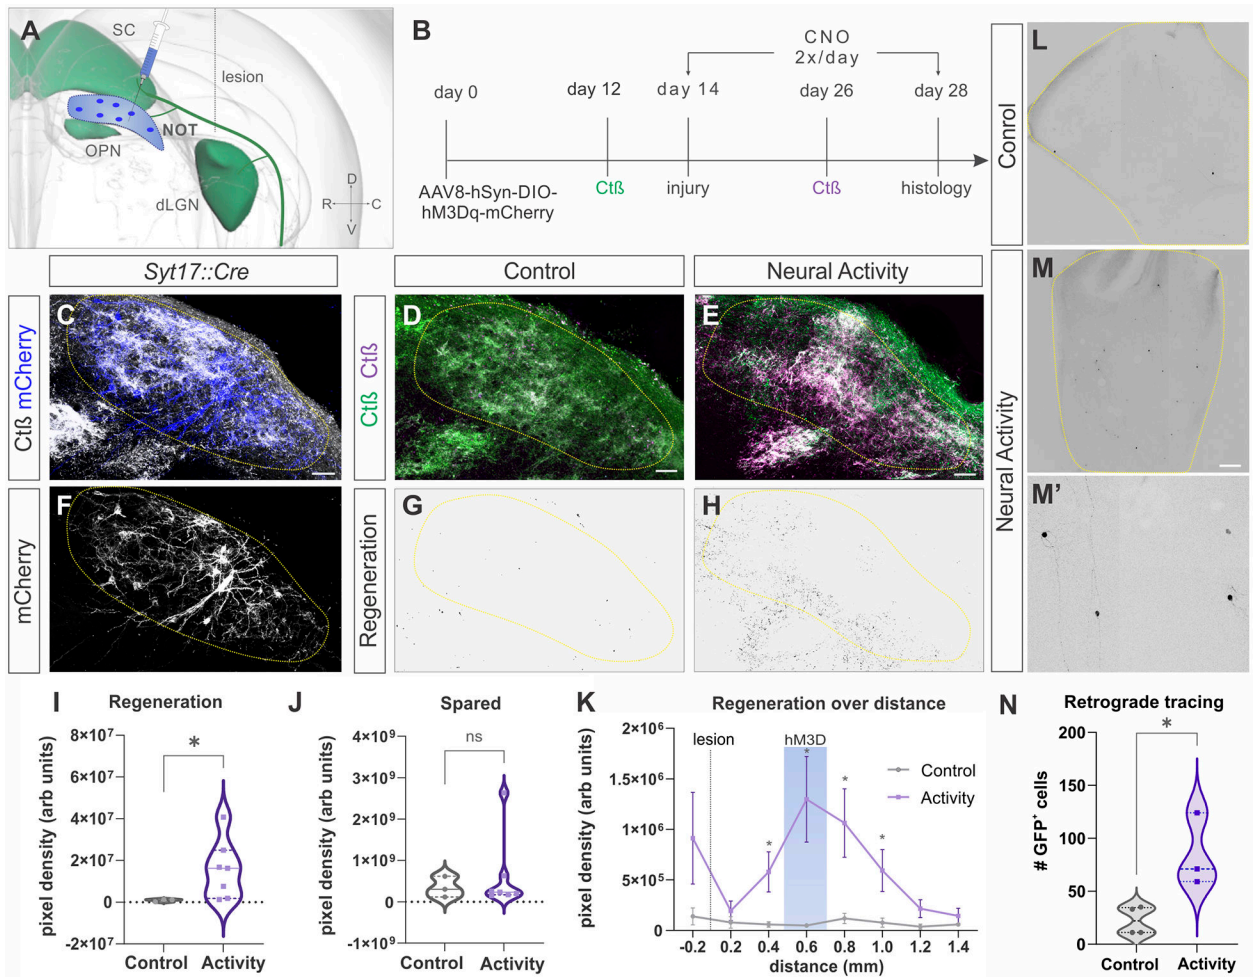 A
SC
lesion
NOT
OPN
dLGN
D
R
C
V
B
CNO
2x/day
day 0
day 12
day 14
day 26
day 28
AAV8-hSyn-DIO-
hM3Dq-mCherry
Ctß
injury
Ctß
histology
Conrol
L
Syt17::Cre
Control
Neural Activity
Ctß mCherry
C
Ctß Ctß
D
E
Neural Activity
M
mCherry
F
Regeneration
G
H
M’
I
Regeneration
pixel density (arb units)
8×10⁷
6×10⁷
4×10⁷
2×10⁷
0
-2×10⁷
*
Control
Activity
J
Spared
pixel density (arb units)
4×10⁹
3×10⁹
2×10⁹
1×10⁹
0
-1×10⁹
ns
Control
Activity
K
Regeneration over distance
pixel density (arb units)
2×10⁶
1.5×10⁶
1×10⁶
5×10⁵
0
lesion
hM3D
*
*
*
*
Control
Activity
-0.2
0.2
0.4
0.6
0.8
1.0
1.2
1.4
distance (mm)
N
Retrograde tracing
# GFP⁺ cells
200
150
100
50
0
*
Control
Activity